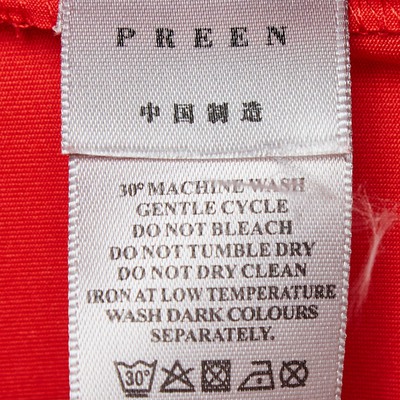 PREEN
中国制造
30° MACHINE WASH
GENTLE CYCLE
DO NOT BLEACH
DO NOT TUMBLE DRY
DO NOT DRY CLEAN
IRON AT LOW TEMPERATURE
WASH DARK COLOURS
SEPARATELY.
30°